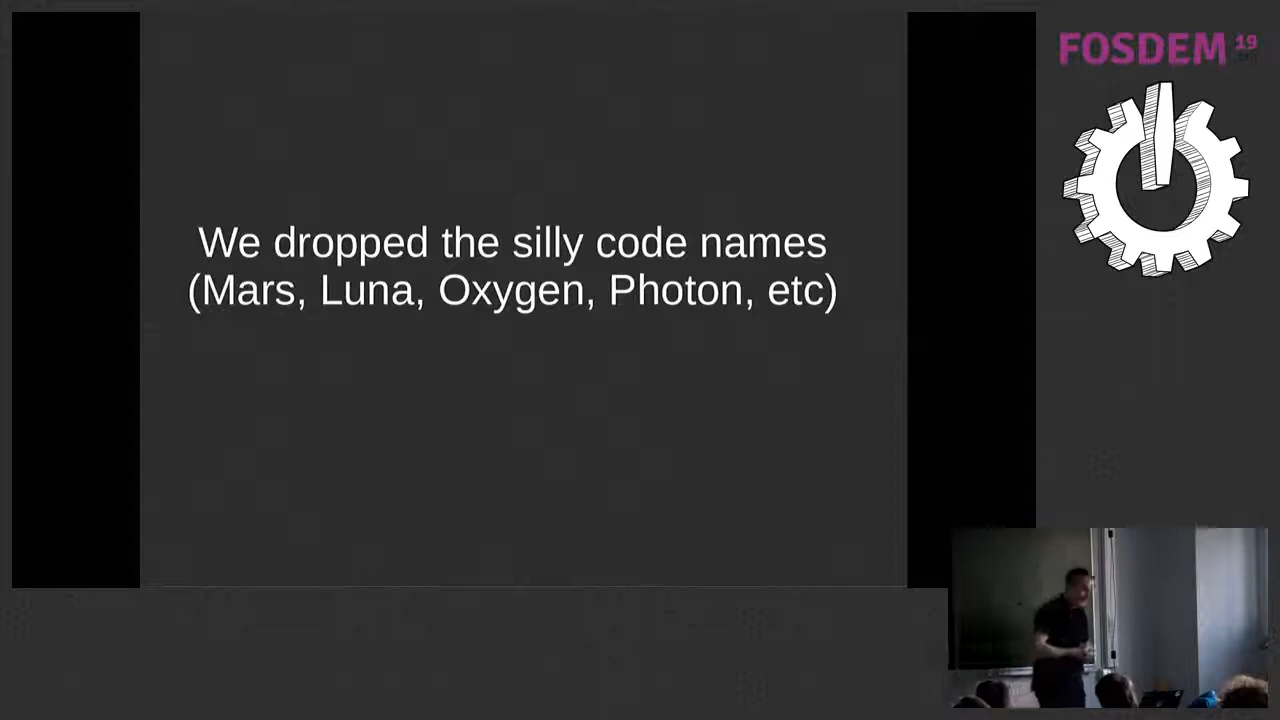 FOSDEM 19
We dropped the silly code names
(Mars, Luna, Oxygen, Photon, etc)